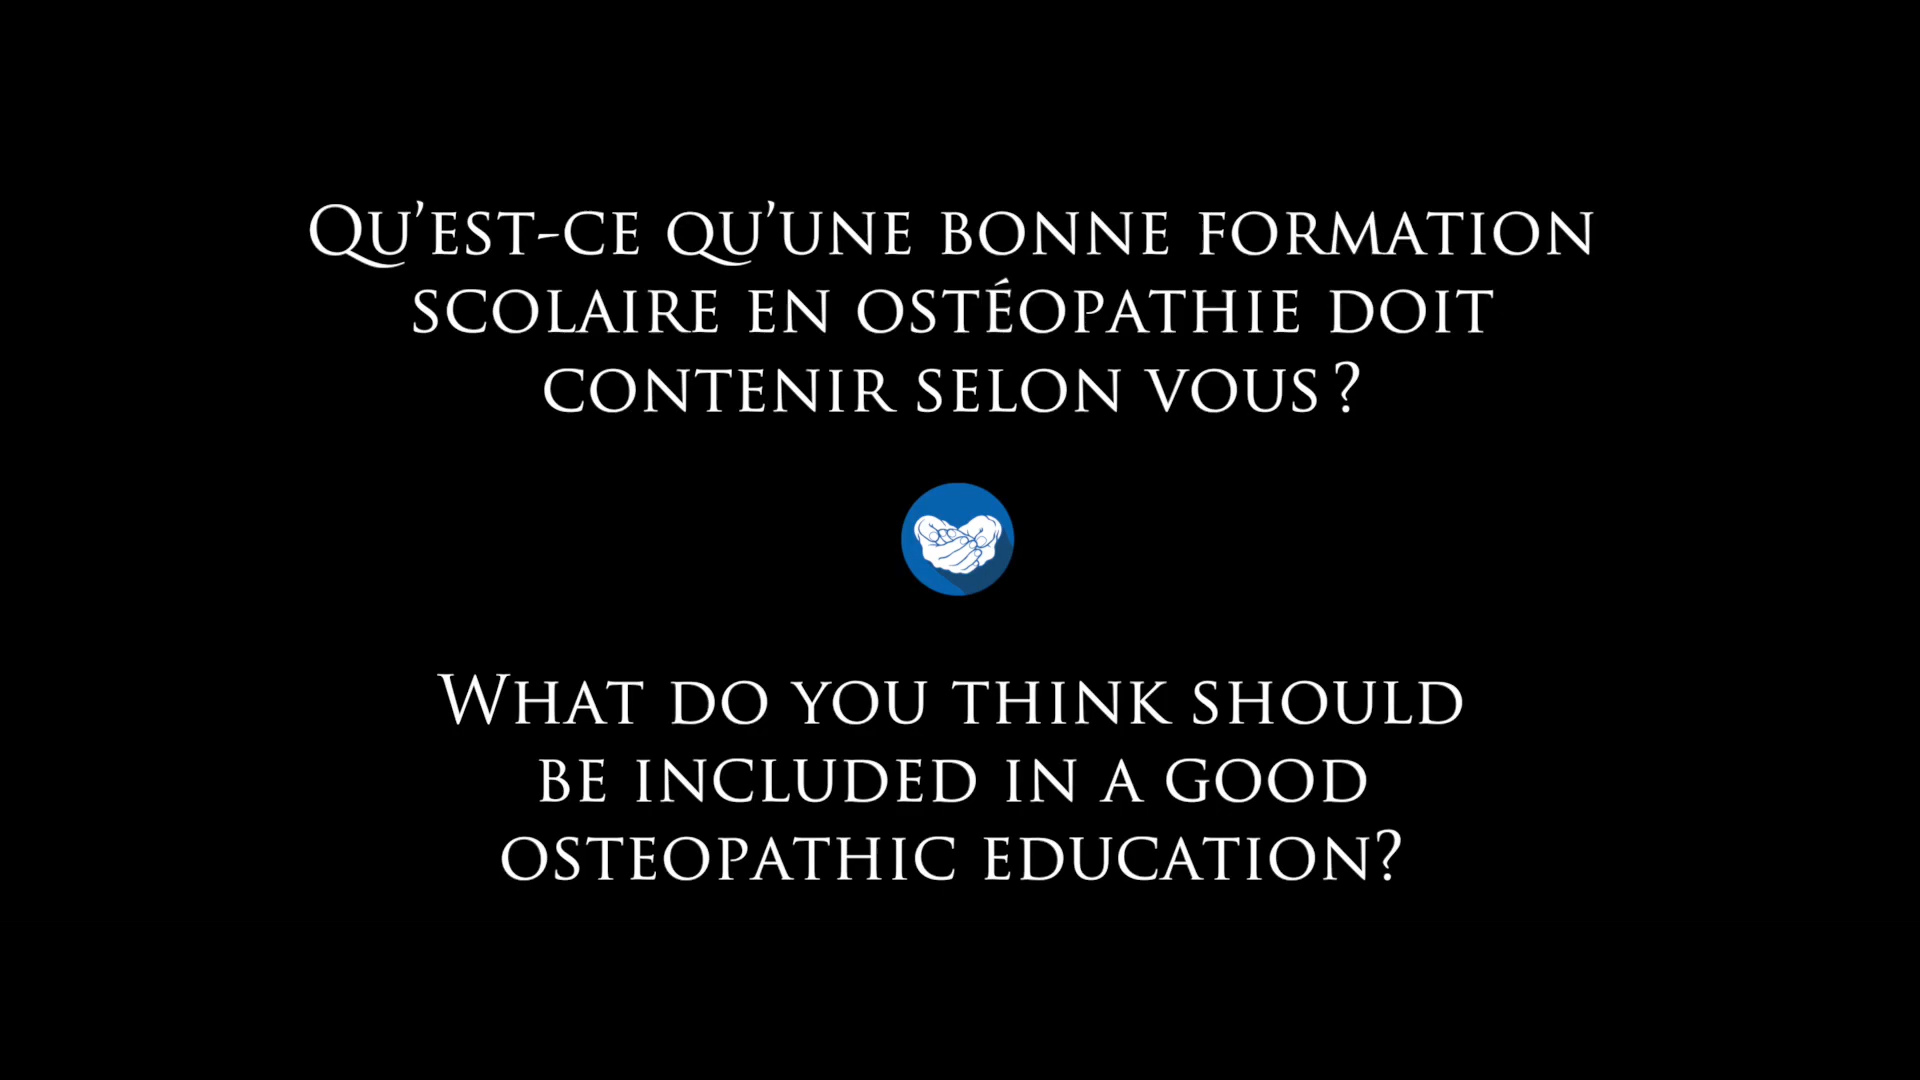 Qu’est-ce qu’une bonne formation
scolaire en ostéopathie doit
contenir selon vous ?
What do you think should
be included in a good
osteopathic education?